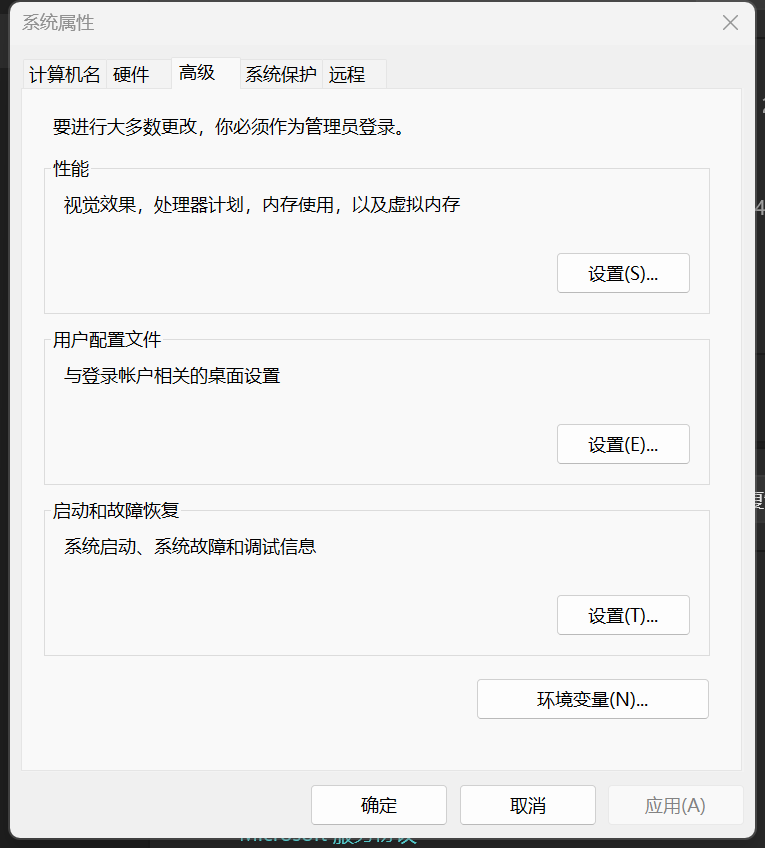 系统属性
计算机名 硬件 高级 系统保护 远程
要进行大多数更改，你必须作为管理员登录。
性能
视觉效果，处理器计划，内存使用，以及虚拟内存
设置(S)...
用户配置文件
与登录帐户相关的桌面设置
设置(E)...
启动和故障恢复
系统启动、系统故障和调试信息
设置(T)...
环境变量(N)...
确定 取消 应用(A)
Microsoft 服务协议